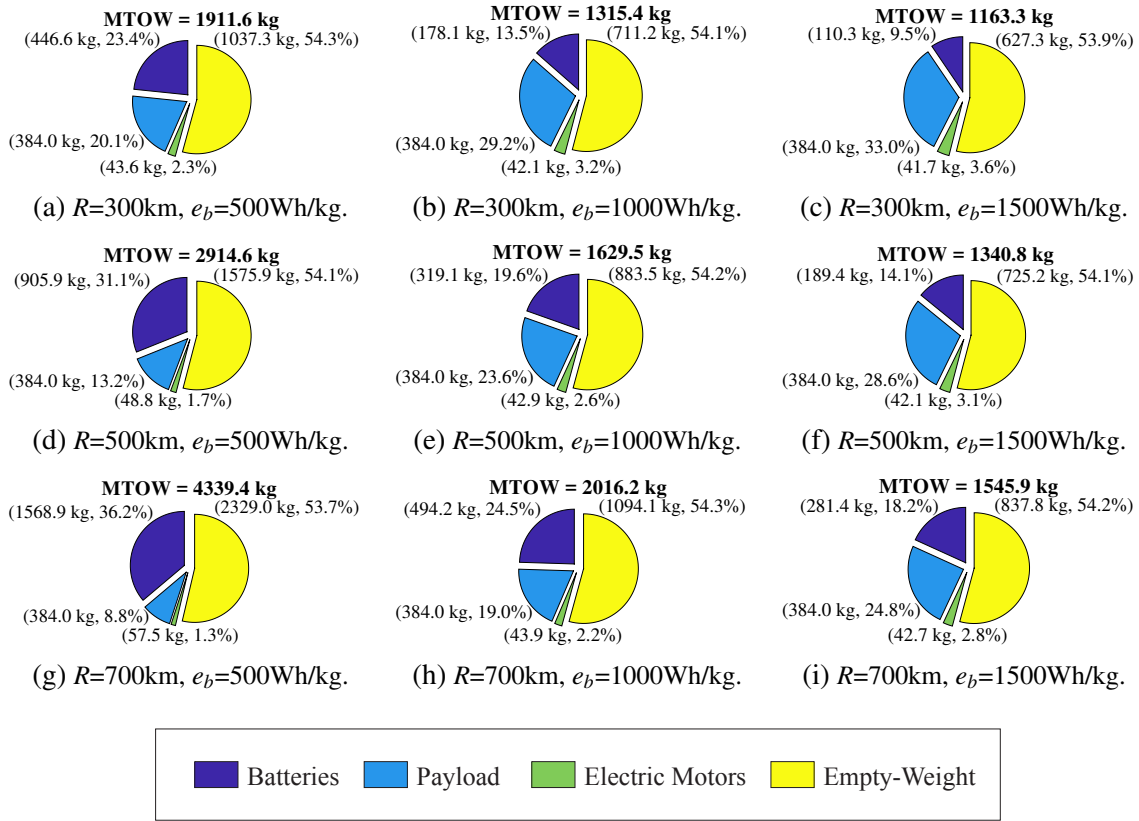 MTOW = 1911.6 kg
(446.6 kg, 23.4%) (1037.3 kg, 54.3%)
(384.0 kg, 20.1%)
(43.6 kg, 2.3%)
(a) R=300km, e_b=500Wh/kg.
MTOW = 1315.4 kg
(178.1 kg, 13.5%) (711.2 kg, 54.1%)
(384.0 kg, 29.2%)
(42.1 kg, 3.2%)
(b) R=300km, e_b=1000Wh/kg.
MTOW = 1163.3 kg
(110.3 kg, 9.5%) (627.3 kg, 53.9%)
(384.0 kg, 33.0%)
(41.7 kg, 3.6%)
(c) R=300km, e_b=1500Wh/kg.
MTOW = 2914.6 kg
(905.9 kg, 31.1%) (1575.9 kg, 54.1%)
(384.0 kg, 13.2%)
(48.8 kg, 1.7%)
(d) R=500km, e_b=500Wh/kg.
MTOW = 1629.5 kg
(319.1 kg, 19.6%) (883.5 kg, 54.2%)
(384.0 kg, 23.6%)
(42.9 kg, 2.6%)
(e) R=500km, e_b=1000Wh/kg.
MTOW = 1340.8 kg
(189.4 kg, 14.1%) (725.2 kg, 54.1%)
(384.0 kg, 28.6%)
(42.1 kg, 3.1%)
(f) R=500km, e_b=1500Wh/kg.
MTOW = 4339.4 kg
(1568.9 kg, 36.2%) (2329.0 kg, 53.7%)
(384.0 kg, 8.8%)
(57.5 kg, 1.3%)
(g) R=700km, e_b=500Wh/kg.
MTOW = 2016.2 kg
(494.2 kg, 24.5%) (1094.1 kg, 54.3%)
(384.0 kg, 19.0%)
(43.9 kg, 2.2%)
(h) R=700km, e_b=1000Wh/kg.
MTOW = 1545.9 kg
(281.4 kg, 18.2%) (837.8 kg, 54.2%)
(384.0 kg, 24.8%)
(42.7 kg, 2.8%)
(i) R=700km, e_b=1500Wh/kg.
Batteries Payload Electric Motors Empty-Weight